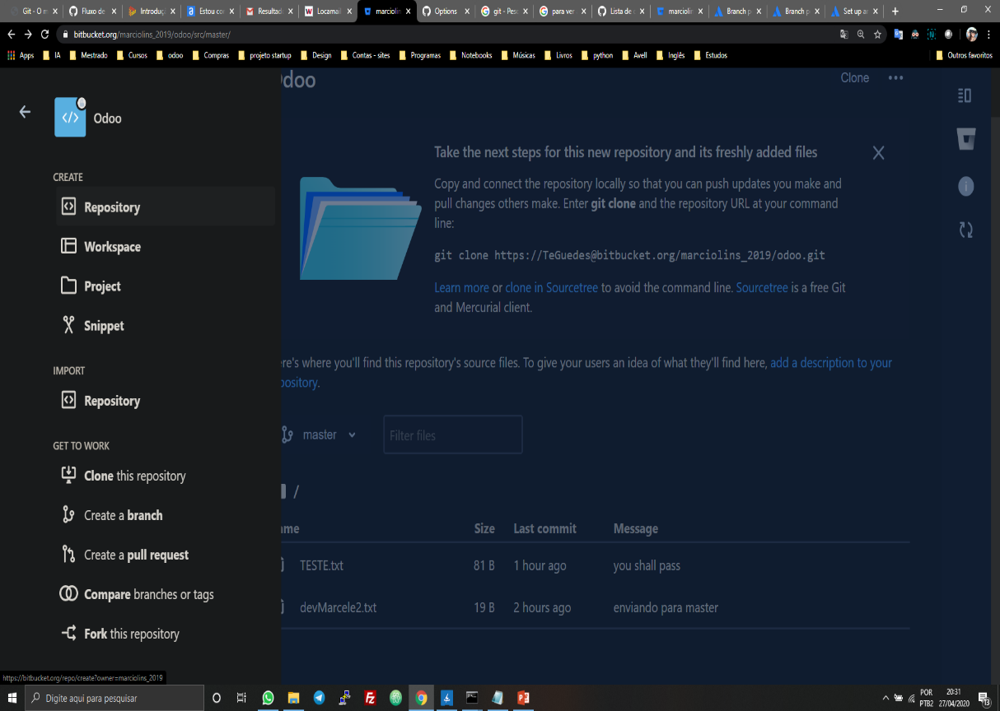 Git - O m
Fluxo de
Introduç
Estou co
Resultad
Locamail
marciolin
Options
git - Pes
para ver
Lista de
marciolin
Branch p
Branch p
Set up a
bitbucket.org/marciolins_2019/odoo/src/master/
Apps
IA
Mestrado
Cursos
odoo
Compras
projeto startup
Design
Contas - sites
Programas
Notebooks
Músicas
Livros
python
Avell
Inglês
Estudos
Outros favoritos
Odoo
CREATE
Repository
Workspace
Project
Snippet
IMPORT
Repository
GET TO WORK
Clone this repository
Create a branch
Create a pull request
Compare branches or tags
Fork this repository
https://bitbucket.org/repo/create?owner=marciolins_2019
doo
Clone
Take the next steps for this new repository and its freshly added files
Copy and connect the repository locally so that you can push updates you make and
pull changes others make. Enter git clone and the repository URL at your command
line:
git clone https://TeGuedes@bitbucket.org/marciolins_2019/odoo.git
Learn more or clone in Sourcetree to avoid the command line. Sourcetree is a free Git
and Mercurial client.
ere's where you'll find this repository's source files. To give your users an idea of what they'll find here, add a description to your
pository.
master
Filter files
/
me Size Last commit Message
TESTE.txt 81 B 1 hour ago you shall pass
devMarcele2.txt 19 B 2 hours ago enviando para master
Digite aqui para pesquisar
POR
PTB2
20:31
27/04/2020
13